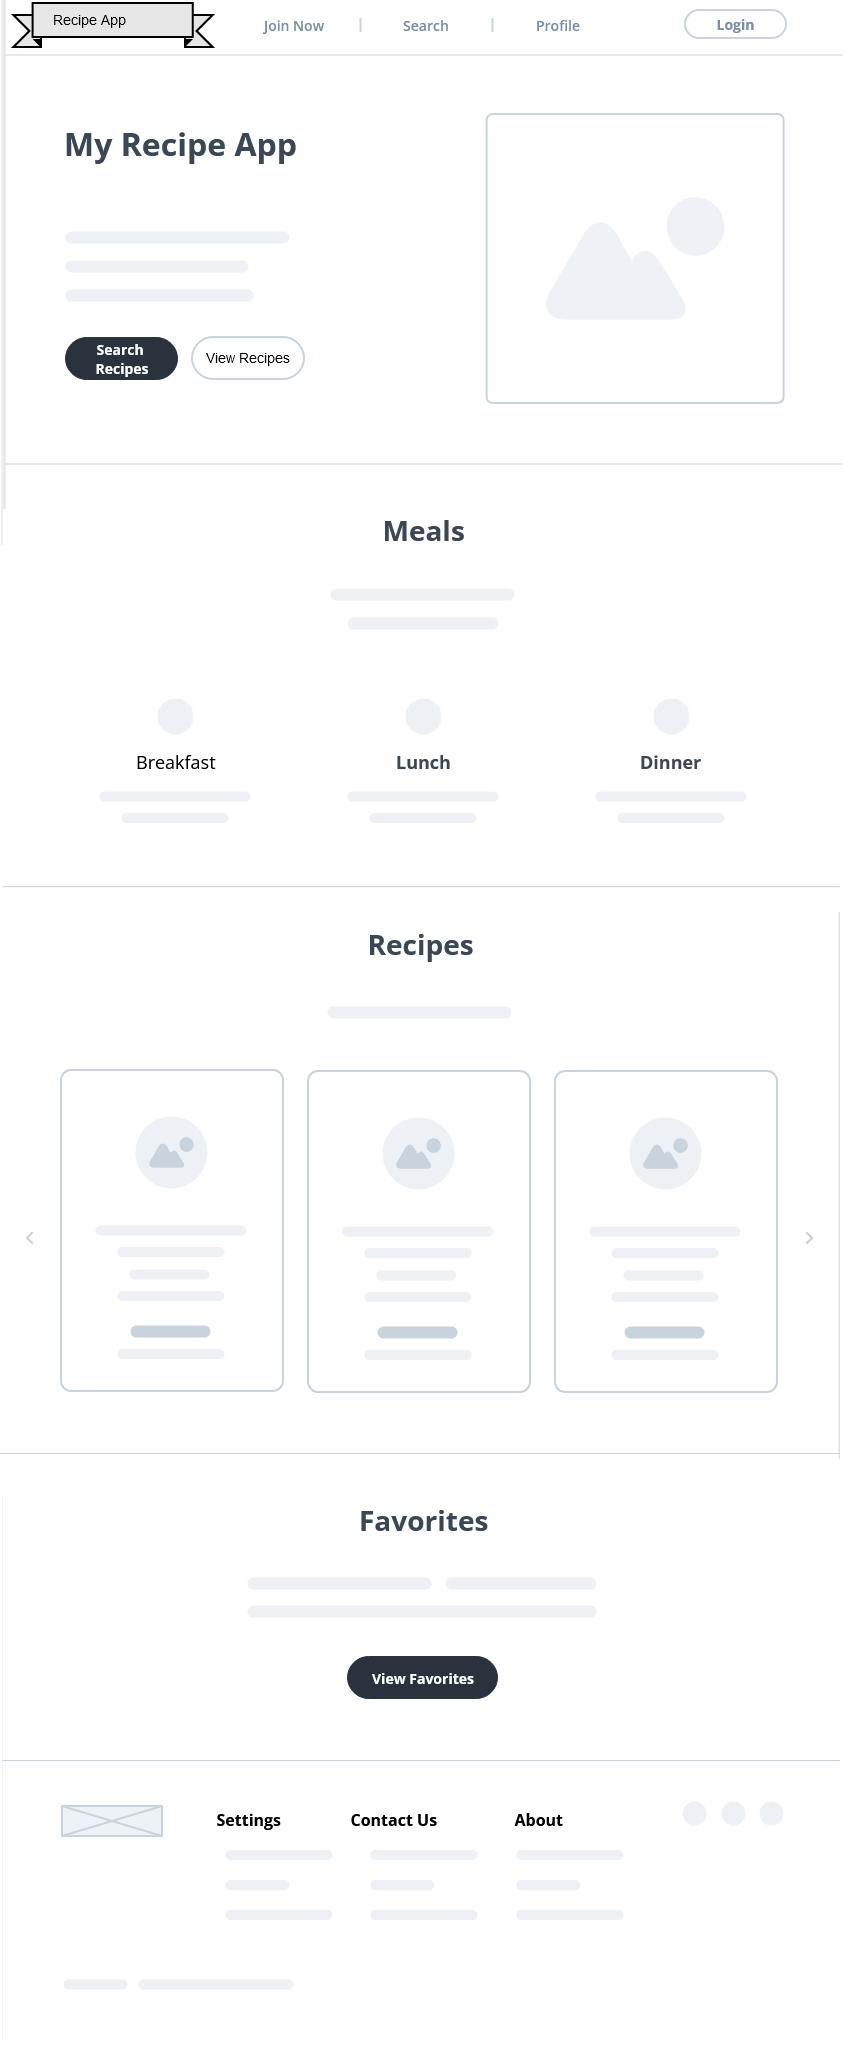 Recipe App
Join Now
Search
Profile
Login
My Recipe App
Search
Recipes
View Recipes
Meals
Breakfast
Lunch
Dinner
Recipes
Favorites
View Favorites
Settings
Contact Us
About